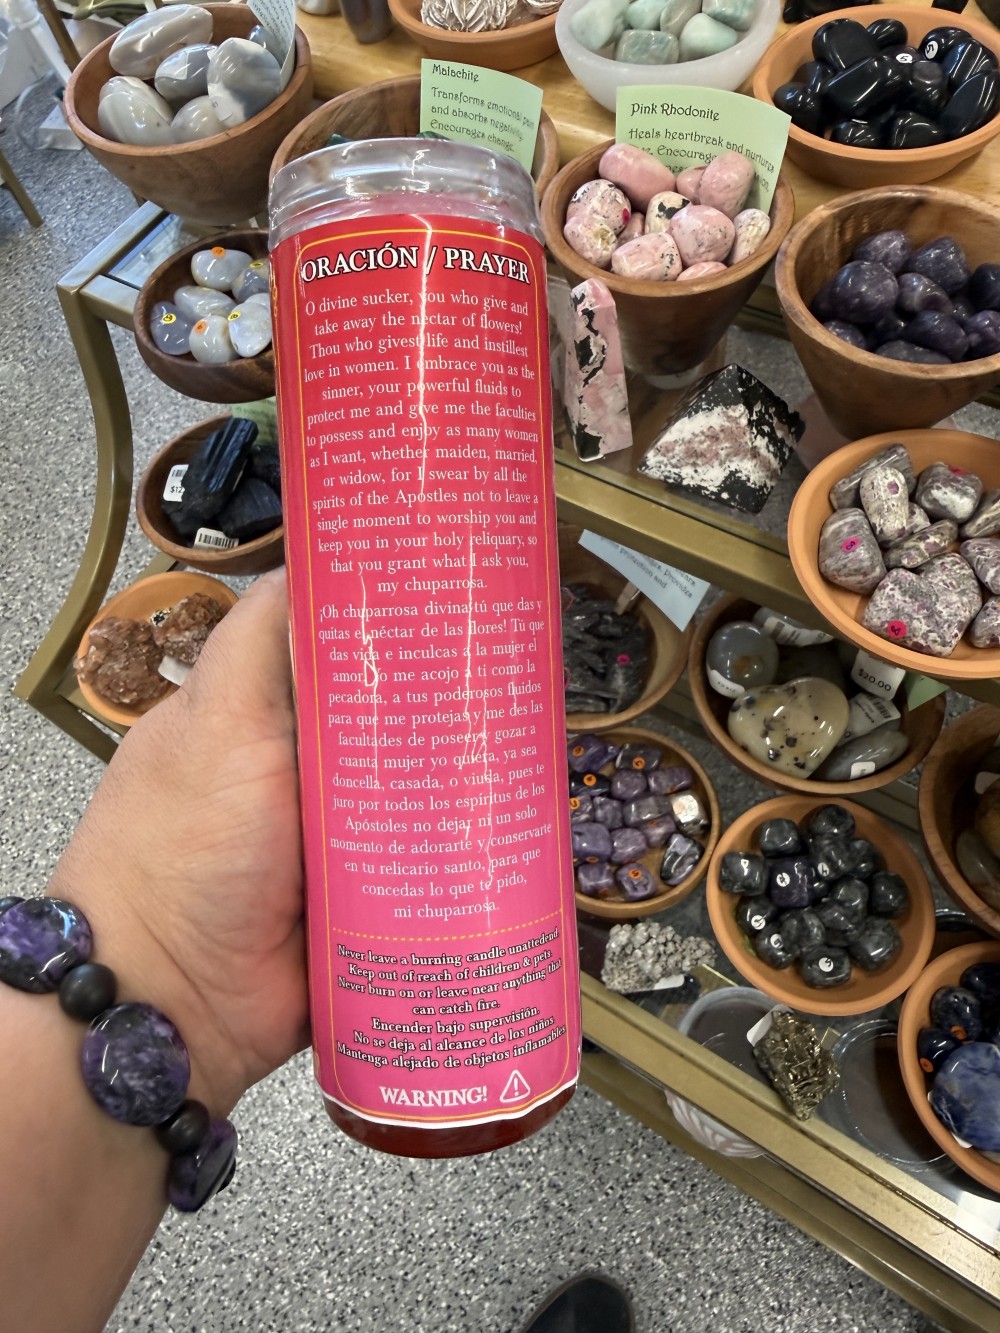 Malachite
Transforms emotional pain
and absorbs negativity.
Encourages change.
Pink Rhodonite
Heals heartbreak and nurtures
Encourag
ORACIÓN / PRAYER
O divine sucker, you who give and
take away the nectar of flowers!
Thou who givest life and instillest
love in women. I embrace you as the
sinner, your powerful fluids to
protect me and give me the faculties
to possess and enjoy as many women
as I want, whether maiden, married,
or widow, for I swear by all the
spirits of the Apostles not to leave a
single moment to worship you and
keep you in your holy reliquary, so
that you grant what I ask you,
my chuparrosa.
¡Oh chuparrosa divina tú que das y
quitas el néctar de las flores! Tú que
das vida e inculcas a la mujer el
amor, Yo me acojo a ti como la
pecadora, a tus poderosos fluidos
para que me protejas y me des las
facultades de poseer y gozar a
cuanta mujer yo quiera, ya sea
doncella, casada, o viuda, pues te
juro por todos los espíritus de los
Apóstoles no dejar ni un solo
momento de adorarte y conservarte
en tu relicario santo, para que
concedas lo que te pido,
mi chuparrosa.
Never leave a burning candle unattedend
Keep out of reach of children & pets
Never burn on or leave near anything that
can catch fire.
Encender bajo supervisión.
No se deja al alcance de los niños
Mantenga alejado de objetos inflamables
WARNING!
$20.00
$12